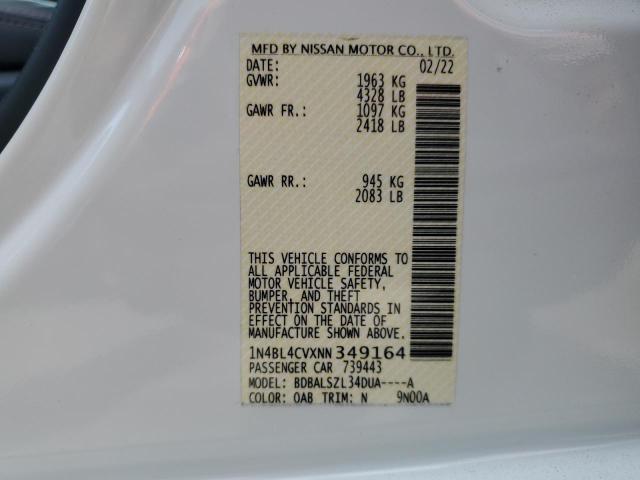 MFD BY NISSAN MOTOR CO., LTD.
DATE: 02/22
GVWR: 1963 KG
4328 LB
GAWR FR.: 1097 KG
2418 LB
GAWR RR.: 945 KG
2083 LB
THIS VEHICLE CONFORMS TO
ALL APPLICABLE FEDERAL
MOTOR VEHICLE SAFETY,
BUMPER, AND THEFT
PREVENTION STANDARDS IN
EFFECT ON THE DATE OF
MANUFACTURE SHOWN ABOVE.
1N4BL4CVXNN 349164
PASSENGER CAR 739443
MODEL: BDBALSZL34DUA----A
COLOR: OAB TRIM: N 9N00A